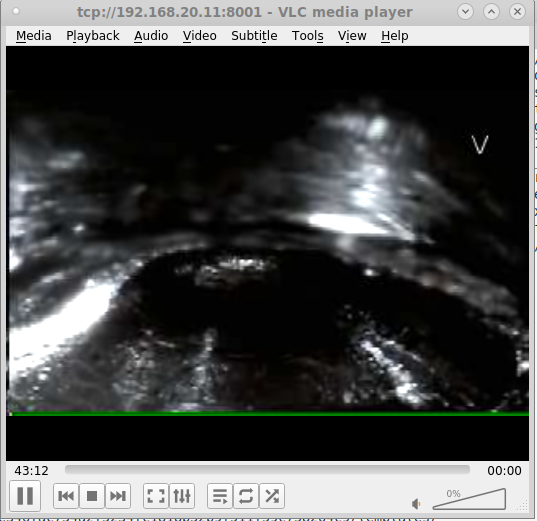 tcp://192.168.20.11:8001 - VLC media player
Media Playback Audio Video Subtitle Tools View Help
V
43:12 00:00
0%